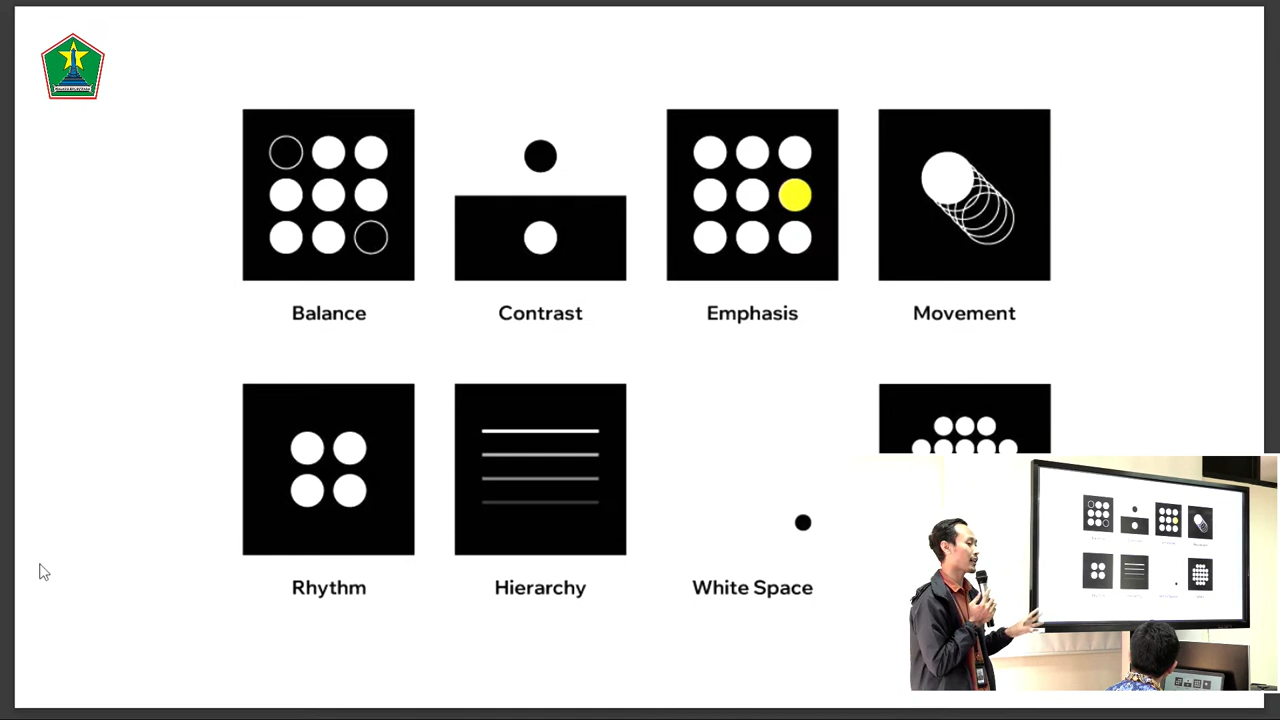 Balance
Contrast
Emphasis
Movement
Rhythm
Hierarchy
White Space